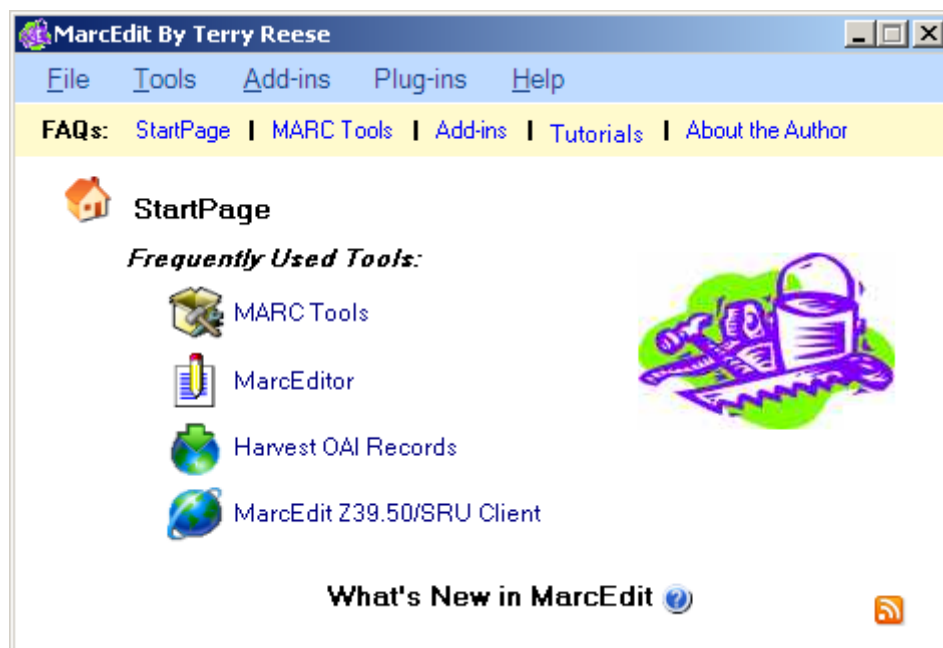 MarcEdit By Terry Reese
File Tools Add-ins Plug-ins Help
FAQs: StartPage | MARC Tools | Add-ins | Tutorials | About the Author
StartPage
Frequently Used Tools:
MARC Tools
MarcEditor
Harvest OAI Records
MarcEdit Z39.50/SRU Client
What's New in MarcEdit ?